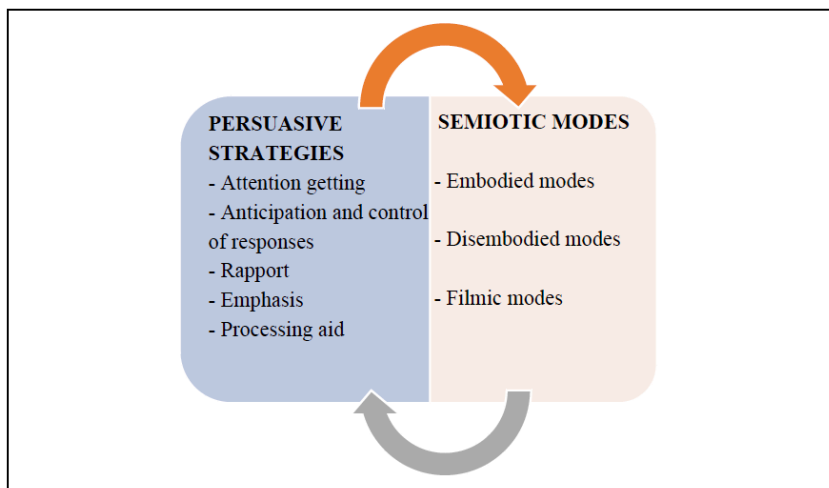 PERSUASIVE
STRATEGIES
- Attention getting
- Anticipation and control
of responses
- Rapport
- Emphasis
- Processing aid
SEMIOTIC MODES
- Embodied modes
- Disembodied modes
- Filmic modes